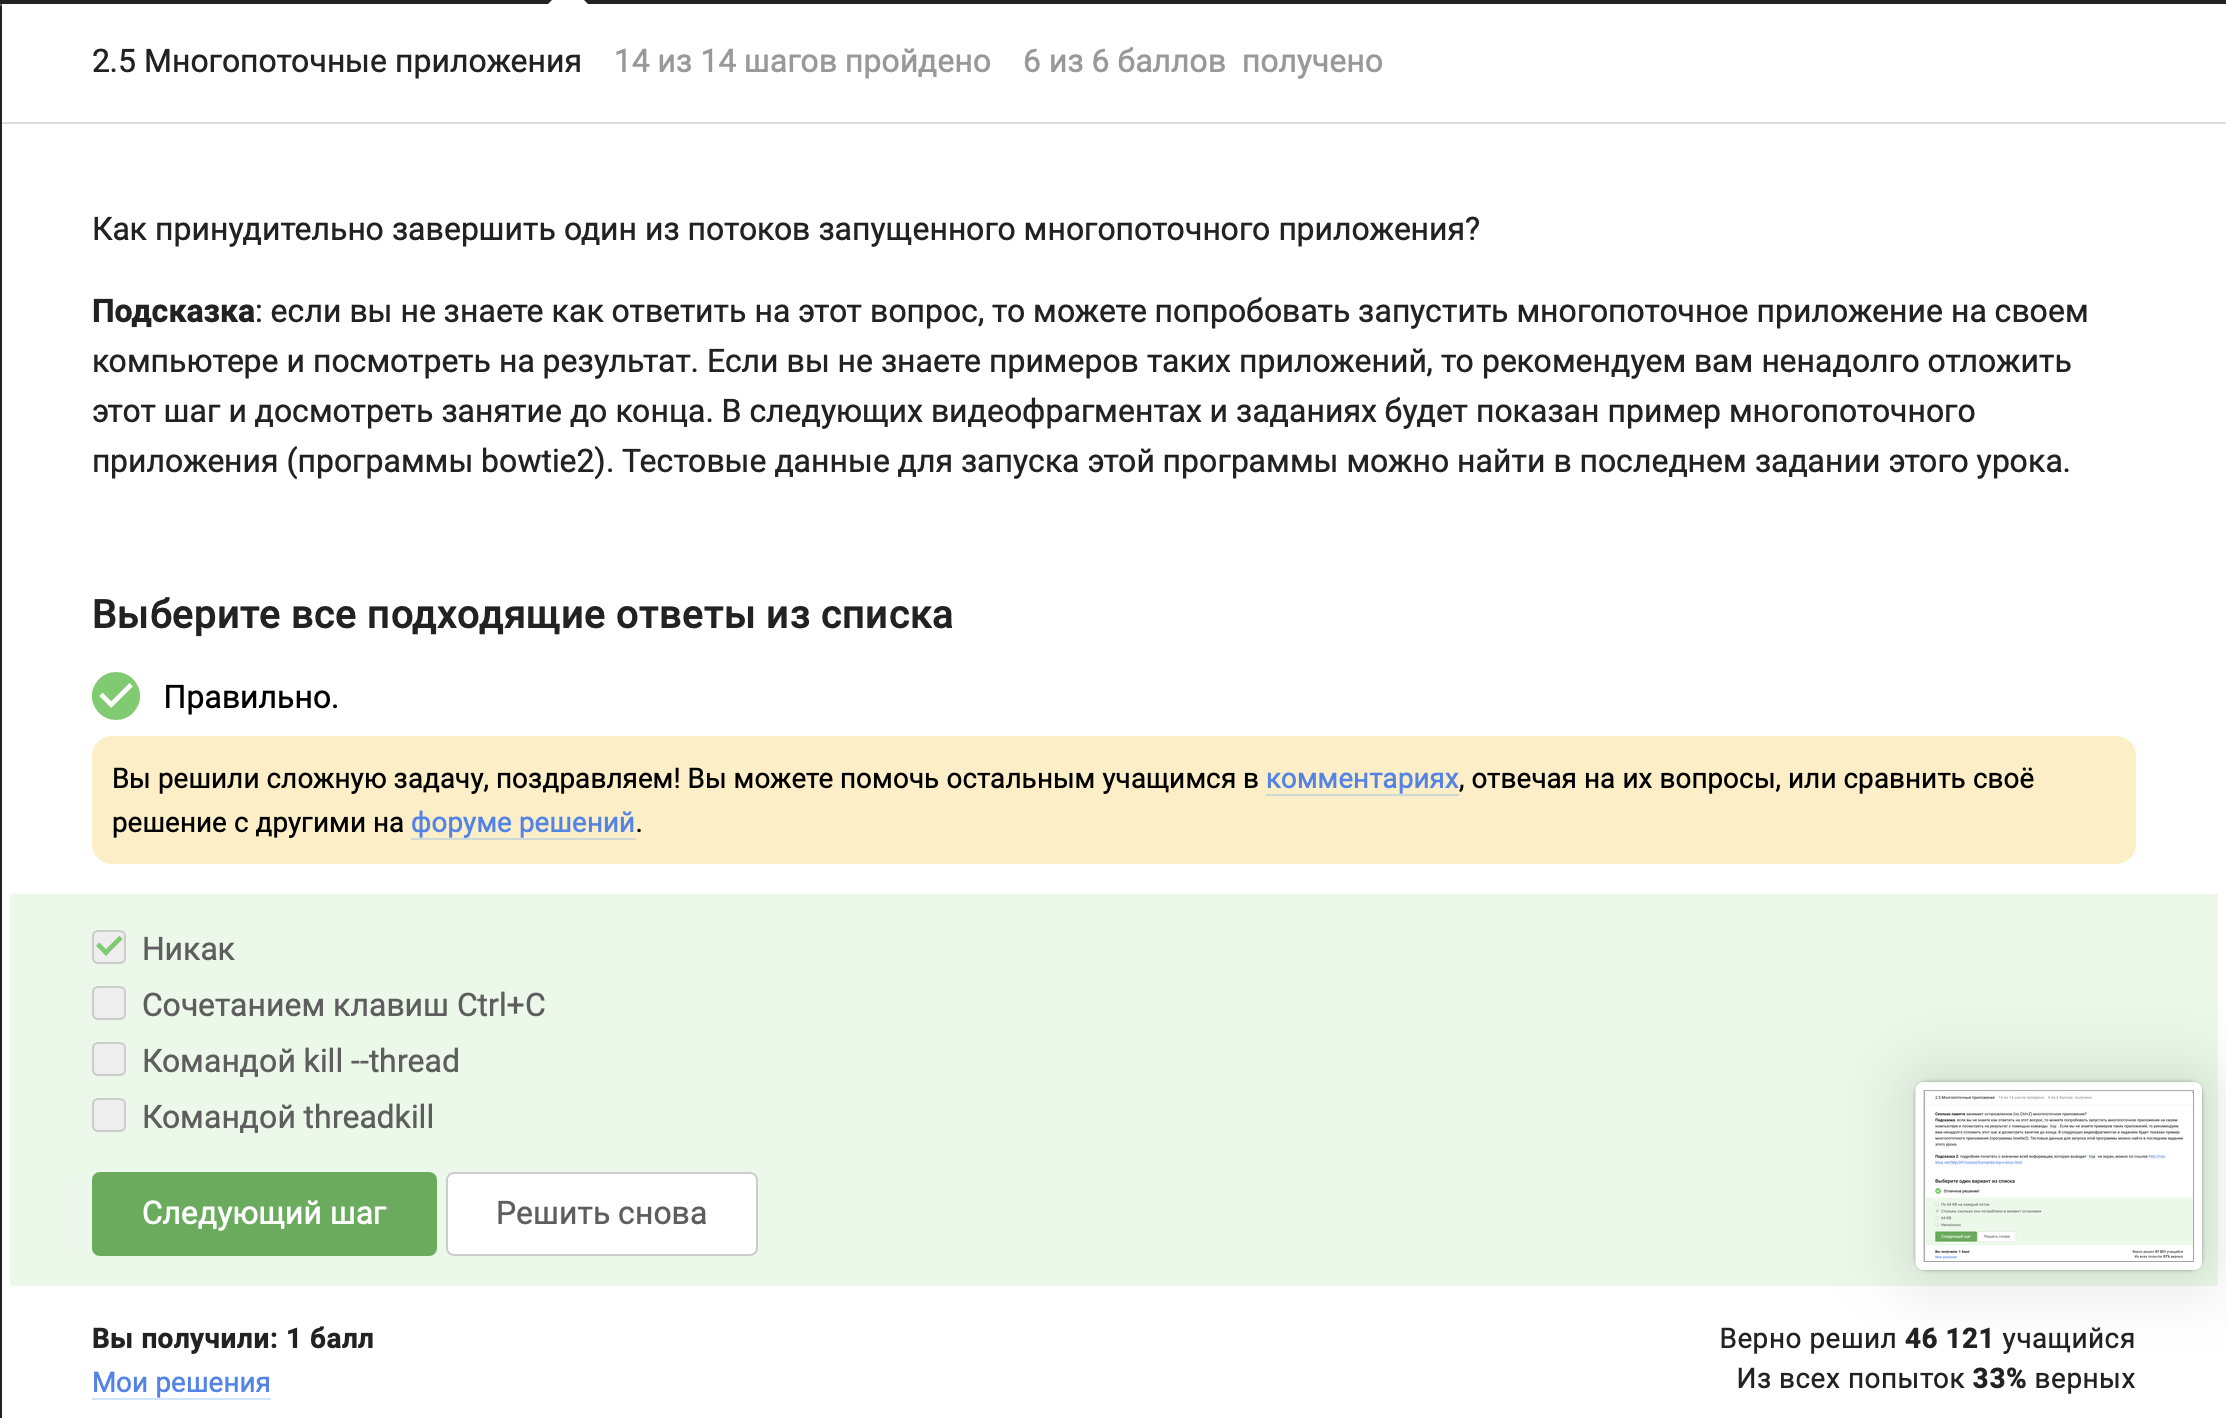 2.5 Многопоточные приложения 14 из 14 шагов пройдено 6 из 6 баллов получено
Как принудительно завершить один из потоков запущенного многопоточного приложения?
Подсказка: если вы не знаете как ответить на этот вопрос, то можете попробовать запустить многопоточное приложение на своем
компьютере и посмотреть на результат. Если вы не знаете примеров таких приложений, то рекомендуем вам ненадолго отложить
этот шаг и досмотреть занятие до конца. В следующих видеофрагментах и заданиях будет показан пример многопоточного
приложения (программы bowtie2). Тестовые данные для запуска этой программы можно найти в последнем задании этого урока.
Выберите все подходящие ответы из списка
Правильно.
Вы решили сложную задачу, поздравляем! Вы можете помочь остальным учащимся в комментариях, отвечая на их вопросы, или сравнить своё
решение с другими на форуме решений.
Никак
Сочетанием клавиш Ctrl+C
Командой kill --thread
Командой threadkill
Следующий шаг Решить снова
Вы получили: 1 балл
Мои решения
Верно решил 46 121 учащийся
Из всех попыток 33% верных